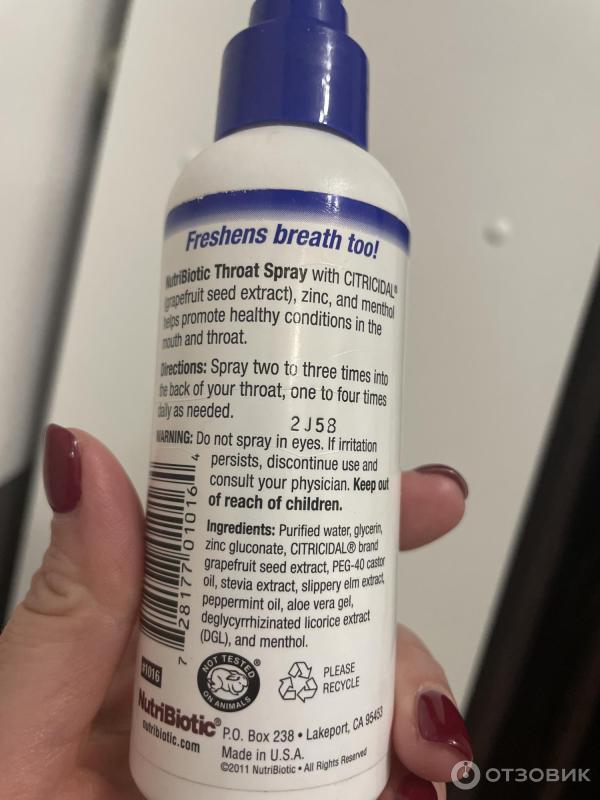 Freshens breath too!
NutriBiotic Throat Spray with CITRICIDAL®
(grapefruit seed extract), zinc, and menthol
helps promote healthy conditions in the
mouth and throat.
Directions: Spray two to three times into
the back of your throat, one to four times
daily as needed.
2J58
WARNING: Do not spray in eyes. If irritation
persists, discontinue use and
consult your physician. Keep out
of reach of children.
Ingredients: Purified water, glycerin,
zinc gluconate, CITRICIDAL® brand
grapefruit seed extract, PEG-40 castor
oil, stevia extract, slippery elm extract,
peppermint oil, aloe vera gel,
deglycyrrhizinated licorice extract
(DGL), and menthol.
7 28177 01016 4
#1016
NOT TESTED
ON ANIMALS
®
PLEASE
RECYCLE
NutriBiotic®
nutribiotic.com
P.O. Box 238 • Lakeport, CA 95453
Made in U.S.A.
©2011 NutriBiotic • All Rights Reserved
ОТЗОВИК